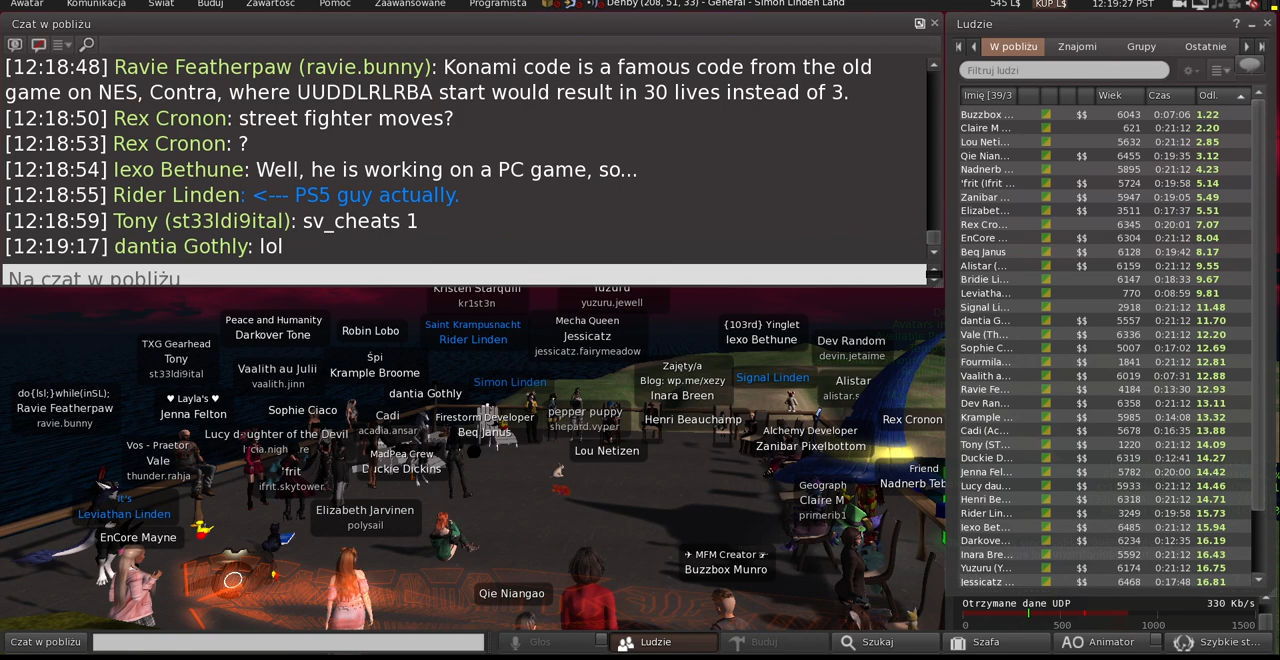 Awatar Komunikacja Świat Buduj Zawartość Pomoc Zaawansowane Programista Denby (208, 51, 33) - General - Simon Linden Land 545 L$ KUP L$ 12:19:27 PST
Czat w pobliżu
[12:18:48] Ravie Featherpaw (ravie.bunny): Konami code is a famous code from the old
game on NES, Contra, where UUDDLRLRBA start would result in 30 lives instead of 3.
[12:18:50] Rex Cronon: street fighter moves?
[12:18:53] Rex Cronon: ?
[12:18:54] Iexo Bethune: Well, he is working on a PC game, so...
[12:18:55] Rider Linden: <--- PS5 guy actually.
[12:18:59] Tony (st33ldi9ital): sv_cheats 1
[12:19:17] dantia Gothly: lol
Na czat w pobliżu
Kristen Starquill
kr1st3n
Yuzuru
yuzuru.jewell
Peace and Humanity
Darkover Tone
Robin Lobo
Saint Krampusnacht
Rider Linden
Mecha Queen
Jessicatz
jessicatz.fairymeadow
{103rd} Yinglet
Iexo Bethune
Dev Random
devin.jetaime
TXG Gearhead
Tony
st33ldi9ital
Vaalith au Julii
vaalith.jinn
Śpi
Krample Broome
Simon Linden
Zajęty/a
Blog: wp.me/xezy
Inara Breen
Signal Linden
Alistar
alistar.s
do{lsl;}while(inSL);
Ravie Featherpaw
ravie.bunny
♥ Layla's ♥
Jenna Felton
Sophie Ciaco
dantia Gothly
Cadi
acadia.ansar
Firestorm Developer
Beq Janus
pepper puppy
shepard.vyper
Henri Beauchamp
Rex Cronon
Lucy daughter of the Devil
Vos - Praetor
Vale
thunder.rahja
'frit
ifrit.skytower
MadPea Crew
Duckie Dickins
Lou Netizen
Alchemy Developer
Zanibar Pixelbottom
Friend
Nadnerb Teb
It's
Leviathan Linden
EnCore Mayne
Elizabeth Jarvinen
polysail
Geograph
Claire M
primerib1
✈ MFM Creator
Buzzbox Munro
Qie Niangao
Ludzie
? _ ×
W pobliżu Znajomi Grupy Ostatnie
Filtruj ludzi
Imię [39/3 Wiek Czas Odl.
Buzzbox ... $$ 6043 0:07:06 1.22
Claire M ... 621 0:21:12 2.20
Lou Neti... 5632 0:21:12 2.85
Qie Nian... $$ 6455 0:19:35 3.12
Nadnerb ... 5895 0:21:12 4.23
'frit (Ifrit ... $$ 5724 0:19:58 5.14
Zanibar ... $$ 5947 0:19:05 5.49
Elizabet... $$ 3511 0:17:37 5.51
Rex Cro... 6345 0:20:01 7.07
EnCore ... $$ 6304 0:21:12 8.04
Beq Janus $$ 6128 0:19:42 8.17
Alistar (... $$ 6159 0:21:12 9.55
Bridie Li... 6147 0:18:33 9.67
Leviatha... 770 0:08:59 9.81
Signal Li... 2918 0:21:12 11.48
dantia G... $$ 5557 0:21:12 11.70
Vale (Th... $$ 6336 0:21:12 12.20
Sophie C... $$ 5007 0:17:02 12.69
Fourmila... $$ 1841 0:21:12 12.81
Vaalith a... $$ 6019 0:07:31 12.88
Ravie Fe... $$ 4184 0:13:30 12.93
Dev Ran... $$ 6358 0:21:12 13.11
Krample ... $$ 5985 0:14:08 13.32
Cadi (Ac... $$ 5678 0:16:35 13.88
Tony (ST... $$ 1220 0:21:12 14.09
Duckie D... $$ 6319 0:12:41 14.27
Jenna Fel... $$ 5782 0:20:00 14.42
Lucy dau... $$ 5933 0:21:12 14.46
Henri Be... $$ 6318 0:21:12 14.71
Rider Lin... $$ 3249 0:19:58 15.73
Iexo Bet... $$ 6485 0:21:12 15.94
Darkove... $$ 6234 0:12:35 16.19
Inara Bre... $$ 5592 0:21:12 16.43
Yuzuru (Y... $$ 6174 0:21:12 16.75
Jessicatz ... $$ 6468 0:17:48 16.81
Otrzymane dane UDP 330 Kb/s
0 500 1000 1500
Czat w pobliżu Głos Ludzie Buduj Szukaj Szafa AO Animator Szybkie st...